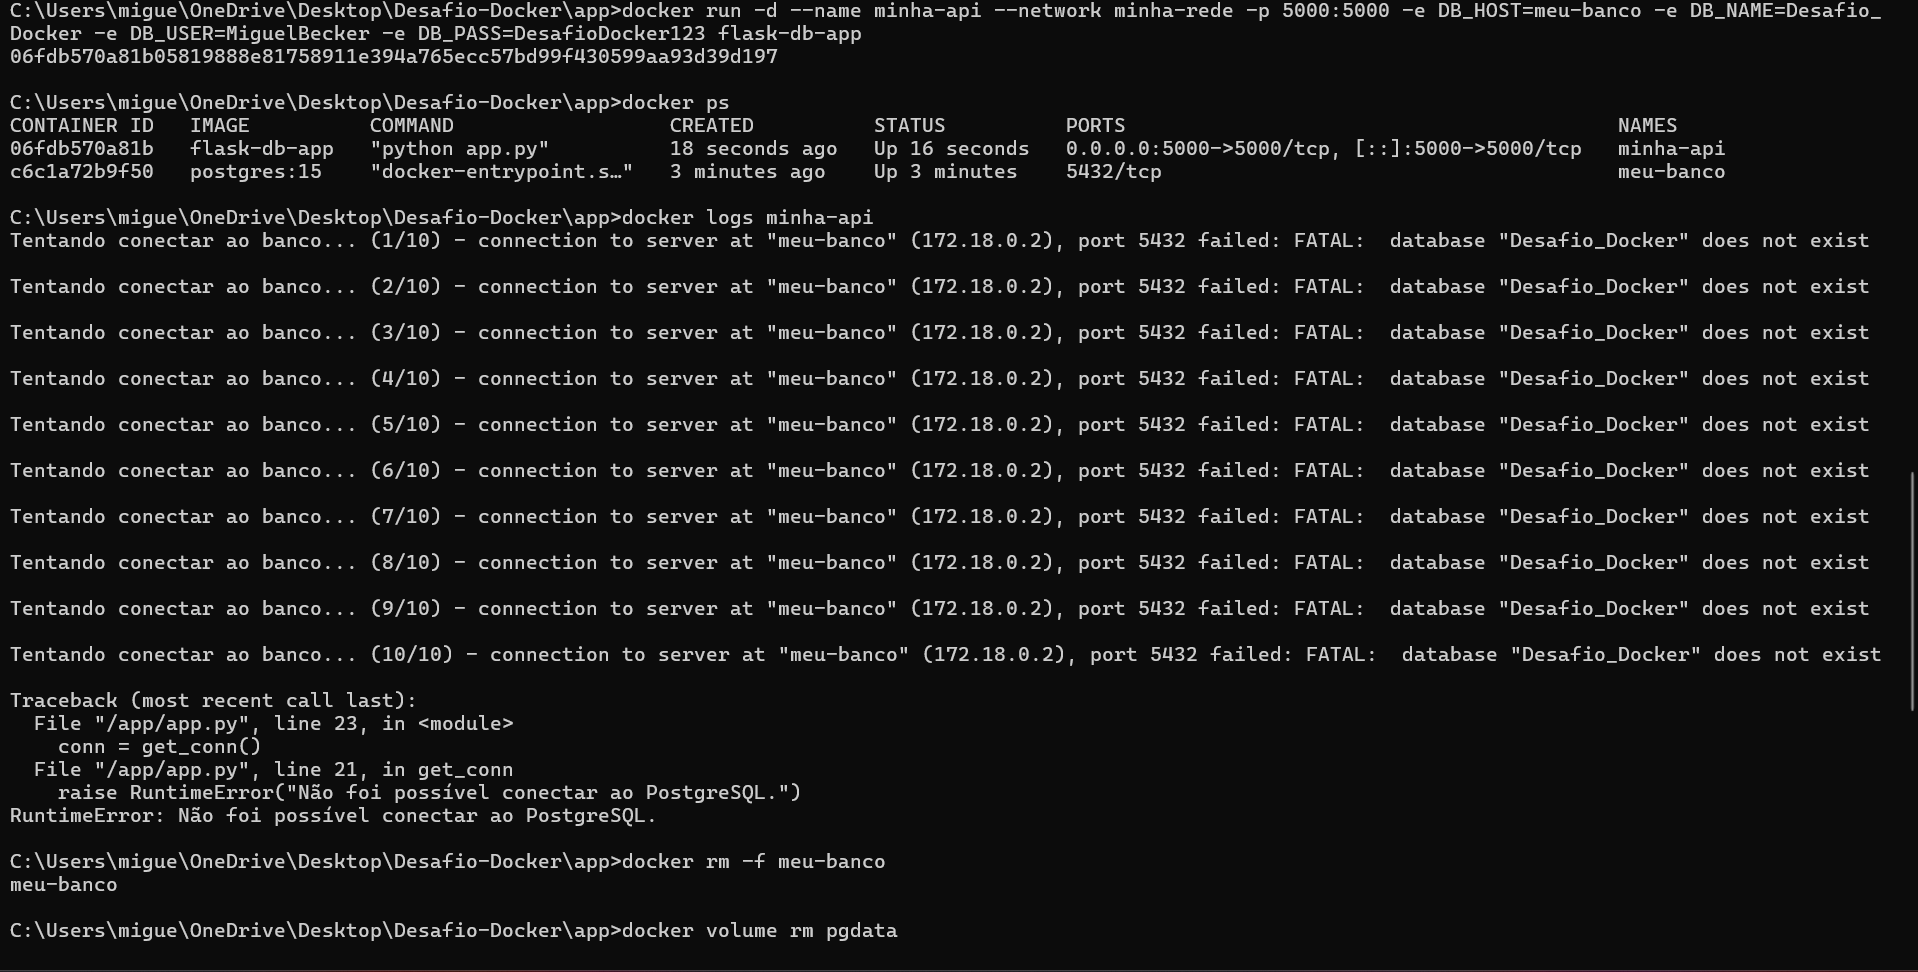 C:\Users\migue\OneDrive\Desktop\Desafio-Docker\app>docker run -d --name minha-api --network minha-rede -p 5000:5000 -e DB_HOST=meu-banco -e DB_NAME=Desafio_
Docker -e DB_USER=MiguelBecker -e DB_PASS=DesafioDocker123 flask-db-app
06fdb570a81b05819888e81758911e394a765ecc57bd99f430599aa93d39d197
C:\Users\migue\OneDrive\Desktop\Desafio-Docker\app>docker ps
CONTAINER ID   IMAGE          COMMAND                  CREATED          STATUS          PORTS                                         NAMES
06fdb570a81b   flask-db-app   "python app.py"          18 seconds ago   Up 16 seconds   0.0.0.0:5000->5000/tcp, [::]:5000->5000/tcp   minha-api
c6c1a72b9f50   postgres:15    "docker-entrypoint.s…"   3 minutes ago    Up 3 minutes    5432/tcp                                      meu-banco
C:\Users\migue\OneDrive\Desktop\Desafio-Docker\app>docker logs minha-api
Tentando conectar ao banco... (1/10) - connection to server at "meu-banco" (172.18.0.2), port 5432 failed: FATAL:  database "Desafio_Docker" does not exist
Tentando conectar ao banco... (2/10) - connection to server at "meu-banco" (172.18.0.2), port 5432 failed: FATAL:  database "Desafio_Docker" does not exist
Tentando conectar ao banco... (3/10) - connection to server at "meu-banco" (172.18.0.2), port 5432 failed: FATAL:  database "Desafio_Docker" does not exist
Tentando conectar ao banco... (4/10) - connection to server at "meu-banco" (172.18.0.2), port 5432 failed: FATAL:  database "Desafio_Docker" does not exist
Tentando conectar ao banco... (5/10) - connection to server at "meu-banco" (172.18.0.2), port 5432 failed: FATAL:  database "Desafio_Docker" does not exist
Tentando conectar ao banco... (6/10) - connection to server at "meu-banco" (172.18.0.2), port 5432 failed: FATAL:  database "Desafio_Docker" does not exist
Tentando conectar ao banco... (7/10) - connection to server at "meu-banco" (172.18.0.2), port 5432 failed: FATAL:  database "Desafio_Docker" does not exist
Tentando conectar ao banco... (8/10) - connection to server at "meu-banco" (172.18.0.2), port 5432 failed: FATAL:  database "Desafio_Docker" does not exist
Tentando conectar ao banco... (9/10) - connection to server at "meu-banco" (172.18.0.2), port 5432 failed: FATAL:  database "Desafio_Docker" does not exist
Tentando conectar ao banco... (10/10) - connection to server at "meu-banco" (172.18.0.2), port 5432 failed: FATAL:  database "Desafio_Docker" does not exist
Traceback (most recent call last):
  File "/app/app.py", line 23, in <module>
    conn = get_conn()
  File "/app/app.py", line 21, in get_conn
    raise RuntimeError("Não foi possível conectar ao PostgreSQL.")
RuntimeError: Não foi possível conectar ao PostgreSQL.
C:\Users\migue\OneDrive\Desktop\Desafio-Docker\app>docker rm -f meu-banco
meu-banco
C:\Users\migue\OneDrive\Desktop\Desafio-Docker\app>docker volume rm pgdata